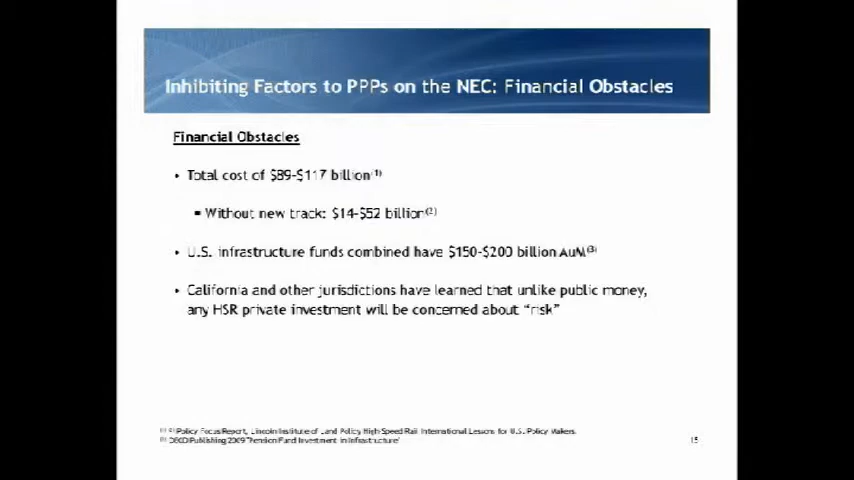 Inhibiting Factors to PPPs on the NEC: Financial Obstacles
Financial Obstacles
• Total cost of $89-$117 billion(1)
▪ Without new track: $14-$52 billion(2)
• U.S. infrastructure funds combined have $150-$200 billion AuM(3)
• California and other jurisdictions have learned that unlike public money,
any HSR private investment will be concerned about “risk”
(1) (2) Policy Focus Report, Lincoln Institute of Land Policy High-Speed Rail International Lessons for U.S. Policy Makers.
(3) OECD Publishing 2009 "Pension Fund Investment in Infrastructure"
15